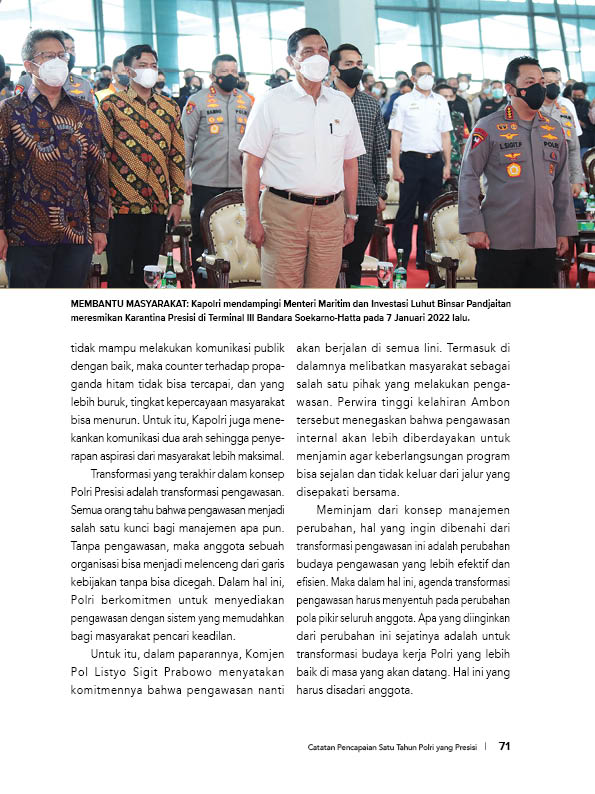 L. SIGIT.P
POLRI
MEMBANTU MASYARAKAT: Kapolri mendampingi Menteri Maritim dan Investasi Luhut Binsar Pandjaitan
meresmikan Karantina Presisi di Terminal III Bandara Soekarno-Hatta pada 7 Januari 2022 lalu.
tidak mampu melakukan komunikasi publik
dengan baik, maka counter terhadap propa-
ganda hitam tidak bisa tercapai, dan yang
lebih buruk, tingkat kepercayaan masyarakat
bisa menurun. Untuk itu, Kapolri juga mene-
kankan komunikasi dua arah sehingga penye-
rapan aspirasi dari masyarakat lebih maksimal.
Transformasi yang terakhir dalam konsep
Polri Presisi adalah transformasi pengawasan.
Semua orang tahu bahwa pengawasan menjadi
salah satu kunci bagi manajemen apa pun.
Tanpa pengawasan, maka anggota sebuah
organisasi bisa menjadi melenceng dari garis
kebijakan tanpa bisa dicegah. Dalam hal ini,
Polri berkomitmen untuk menyediakan
pengawasan dengan sistem yang memudahkan
bagi masyarakat pencari keadilan.
Untuk itu, dalam paparannya, Komjen
Pol Listyo Sigit Prabowo menyatakan
komitmennya bahwa pengawasan nanti
akan berjalan di semua lini. Termasuk di
dalamnya melibatkan masyarakat sebagai
salah satu pihak yang melakukan penga-
wasan. Perwira tinggi kelahiran Ambon
tersebut menegaskan bahwa pengawasan
internal akan lebih diberdayakan untuk
menjamin agar keberlangsungan program
bisa sejalan dan tidak keluar dari jalur yang
disepakati bersama.
Meminjam dari konsep manajemen
perubahan, hal yang ingin dibenahi dari
transformasi pengawasan ini adalah perubahan
budaya pengawasan yang lebih efektif dan
efisien. Maka dalam hal ini, agenda transformasi
pengawasan harus menyentuh pada perubahan
pola pikir seluruh anggota. Apa yang diinginkan
dari perubahan ini sejatinya adalah untuk
transformasi budaya kerja Polri yang lebih
baik di masa yang akan datang. Hal ini yang
harus disadari anggota.
Catatan Pencapaian Satu Tahun Polri yang Presisi | 71